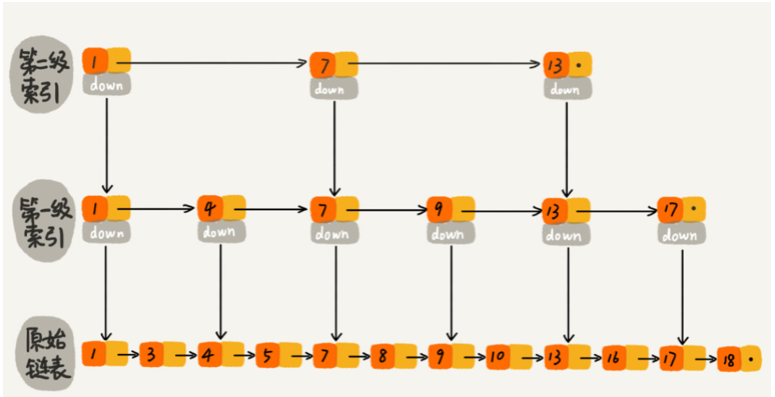 第二级
索引
1 7 13
down down down
第一级
索引
1 4 7 9 13 17
down down down down down down
原始
链表
1 3 4 5 7 8 9 10 13 16 17 18